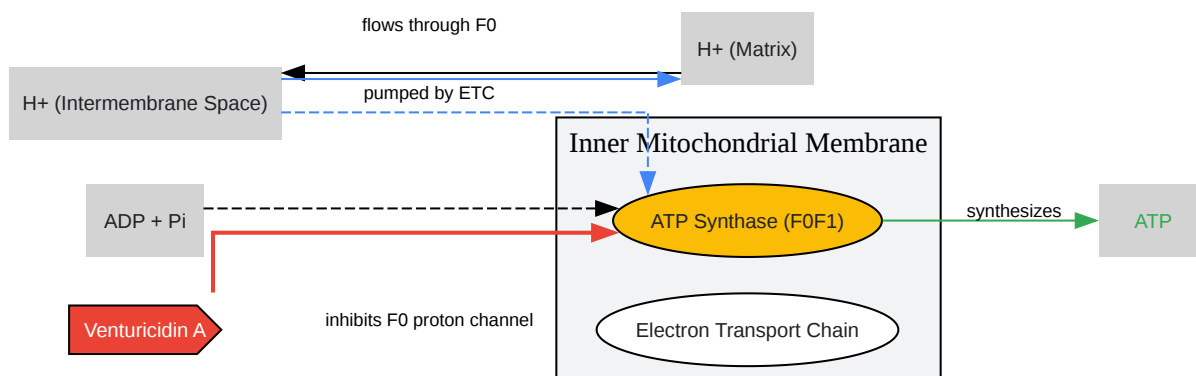 flows through F0
H+ (Matrix)
H+ (Intermembrane Space)
pumped by ETC
Inner Mitochondrial Membrane
ADP + Pi
ATP Synthase (F0F1)
synthesizes
ATP
Venturicidin A
inhibits F0 proton channel
Electron Transport Chain